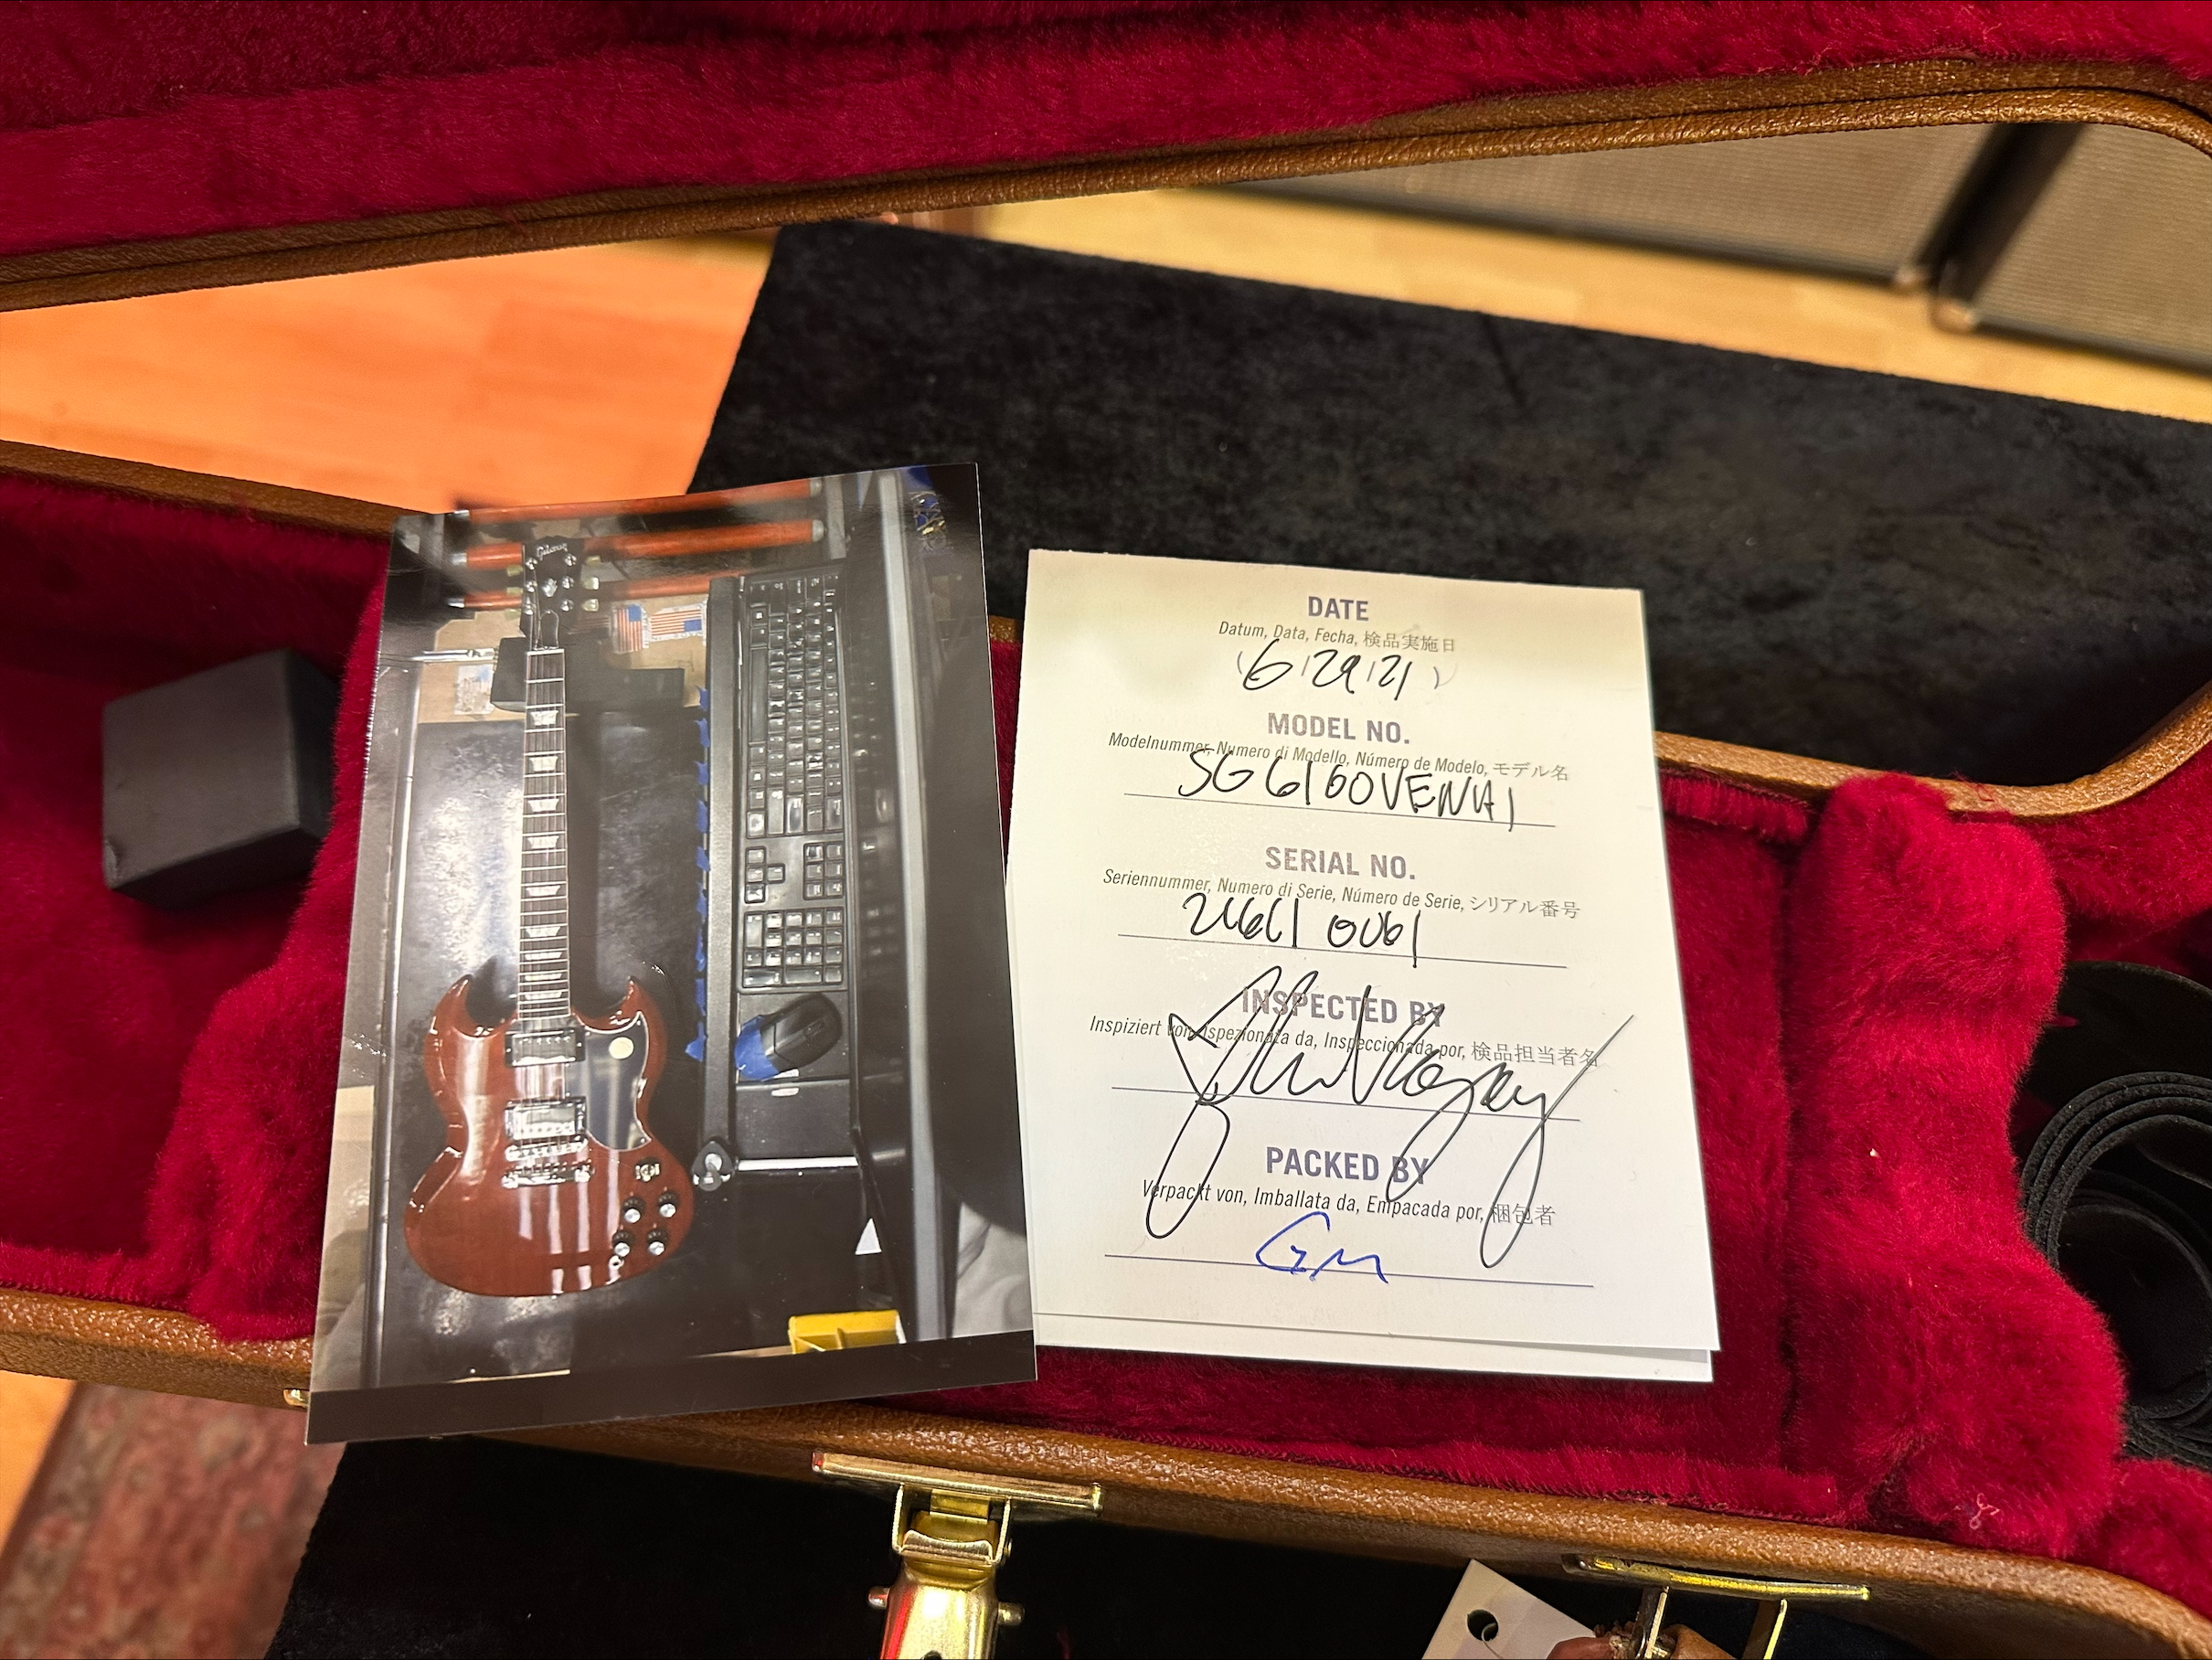 Gibson
DATE
Datum, Data, Fecha, 検品実施日
6/29/21
MODEL NO.
Modelnummer, Numero di Modello, Número de Modelo, モデル名
SG6100VENH1
SERIAL NO.
Seriennummer, Numero di Serie, Número de Serie, シリアル番号
INSPECTED BY
Inspiziert von, Ispezionata da, Inspeccionada por, 検品担当者名
PACKED BY
Verpackt von, Imballata da, Empacada por, 梱包者
GM